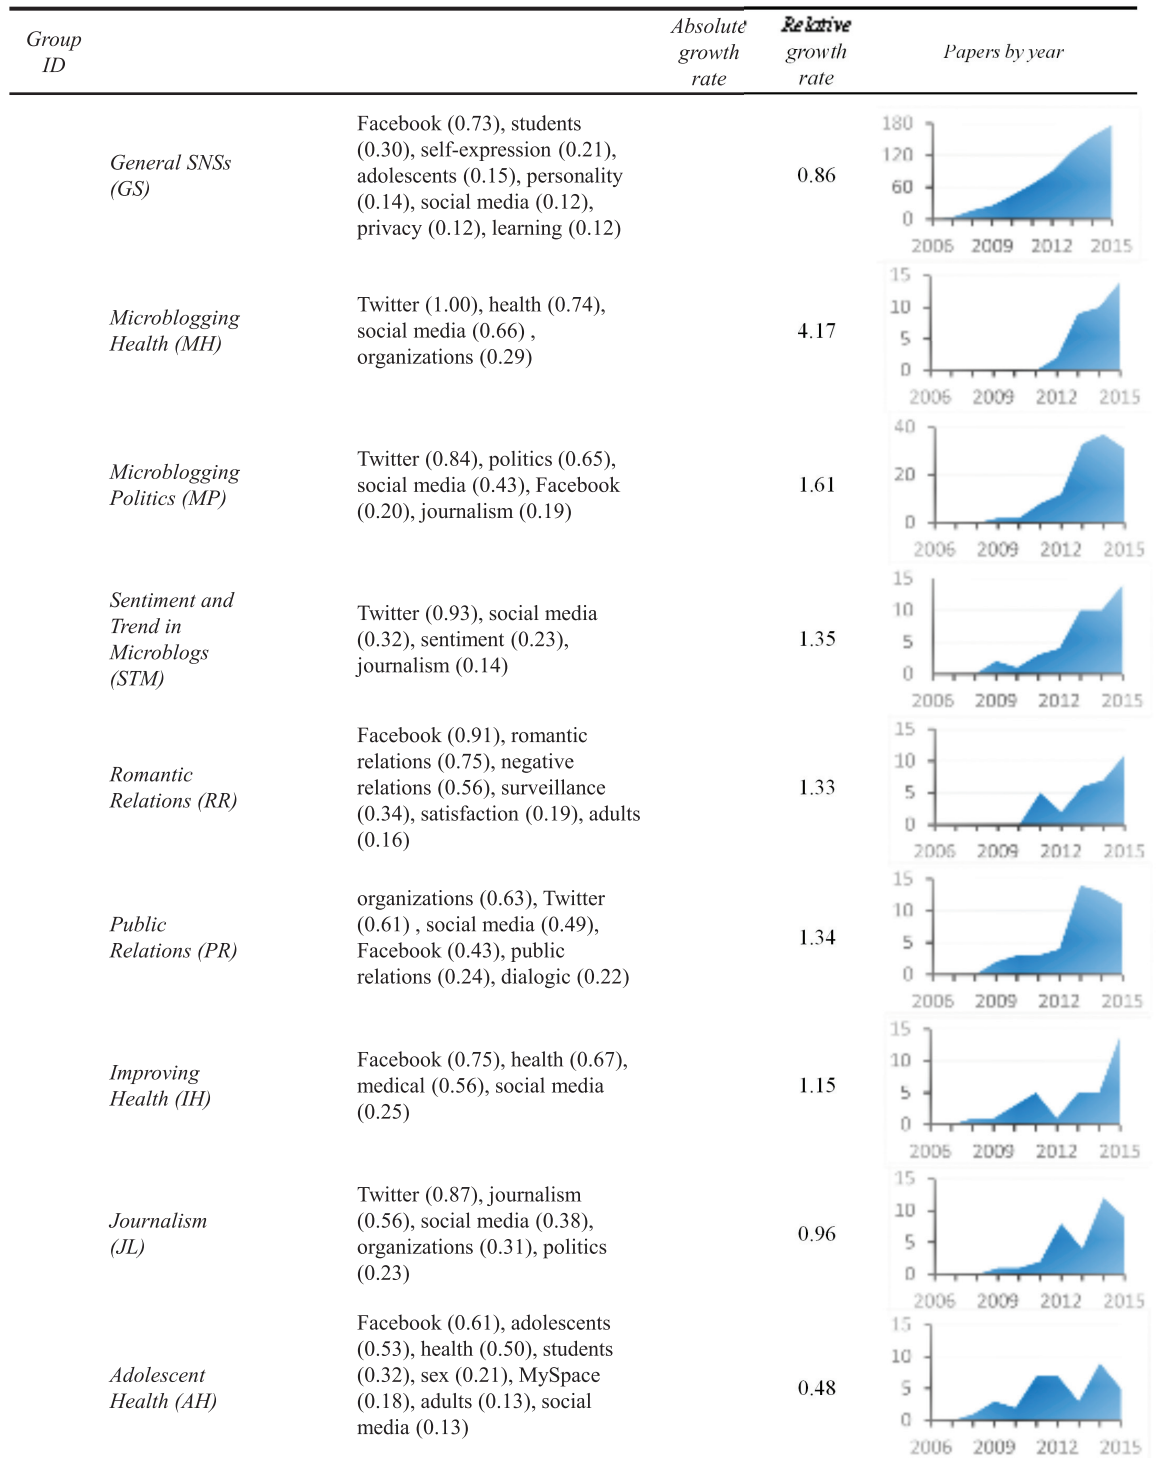 Group
ID
Absolute
growth
rate
Relative
growth
rate
Papers by year
General SNSs
(GS)
Facebook (0.73), students
(0.30), self-expression (0.21),
adolescents (0.15), personality
(0.14), social media (0.12),
privacy (0.12), learning (0.12)
0.86
180
120
60
0
2006 2009 2012 2015
Microblogging
Health (MH)
Twitter (1.00), health (0.74),
social media (0.66) ,
organizations (0.29)
4.17
15
10
5
0
2006 2009 2012 2015
Microblogging
Politics (MP)
Twitter (0.84), politics (0.65),
social media (0.43), Facebook
(0.20), journalism (0.19)
1.61
40
20
0
2006 2009 2012 2015
Sentiment and
Trend in
Microblogs
(STM)
Twitter (0.93), social media
(0.32), sentiment (0.23),
journalism (0.14)
1.35
15
10
5
0
2006 2009 2012 2015
Romantic
Relations (RR)
Facebook (0.91), romantic
relations (0.75), negative
relations (0.56), surveillance
(0.34), satisfaction (0.19), adults
(0.16)
1.33
15
10
5
0
2006 2009 2012 2015
Public
Relations (PR)
organizations (0.63), Twitter
(0.61) , social media (0.49),
Facebook (0.43), public
relations (0.24), dialogic (0.22)
1.34
15
10
5
0
2006 2009 2012 2015
Improving
Health (IH)
Facebook (0.75), health (0.67),
medical (0.56), social media
(0.25)
1.15
15
10
5
0
2006 2009 2012 2015
Journalism
(JL)
Twitter (0.87), journalism
(0.56), social media (0.38),
organizations (0.31), politics
(0.23)
0.96
15
10
5
0
2006 2009 2012 2015
Adolescent
Health (AH)
Facebook (0.61), adolescents
(0.53), health (0.50), students
(0.32), sex (0.21), MySpace
(0.18), adults (0.13), social
media (0.13)
0.48
15
10
5
0
2006 2009 2012 2015